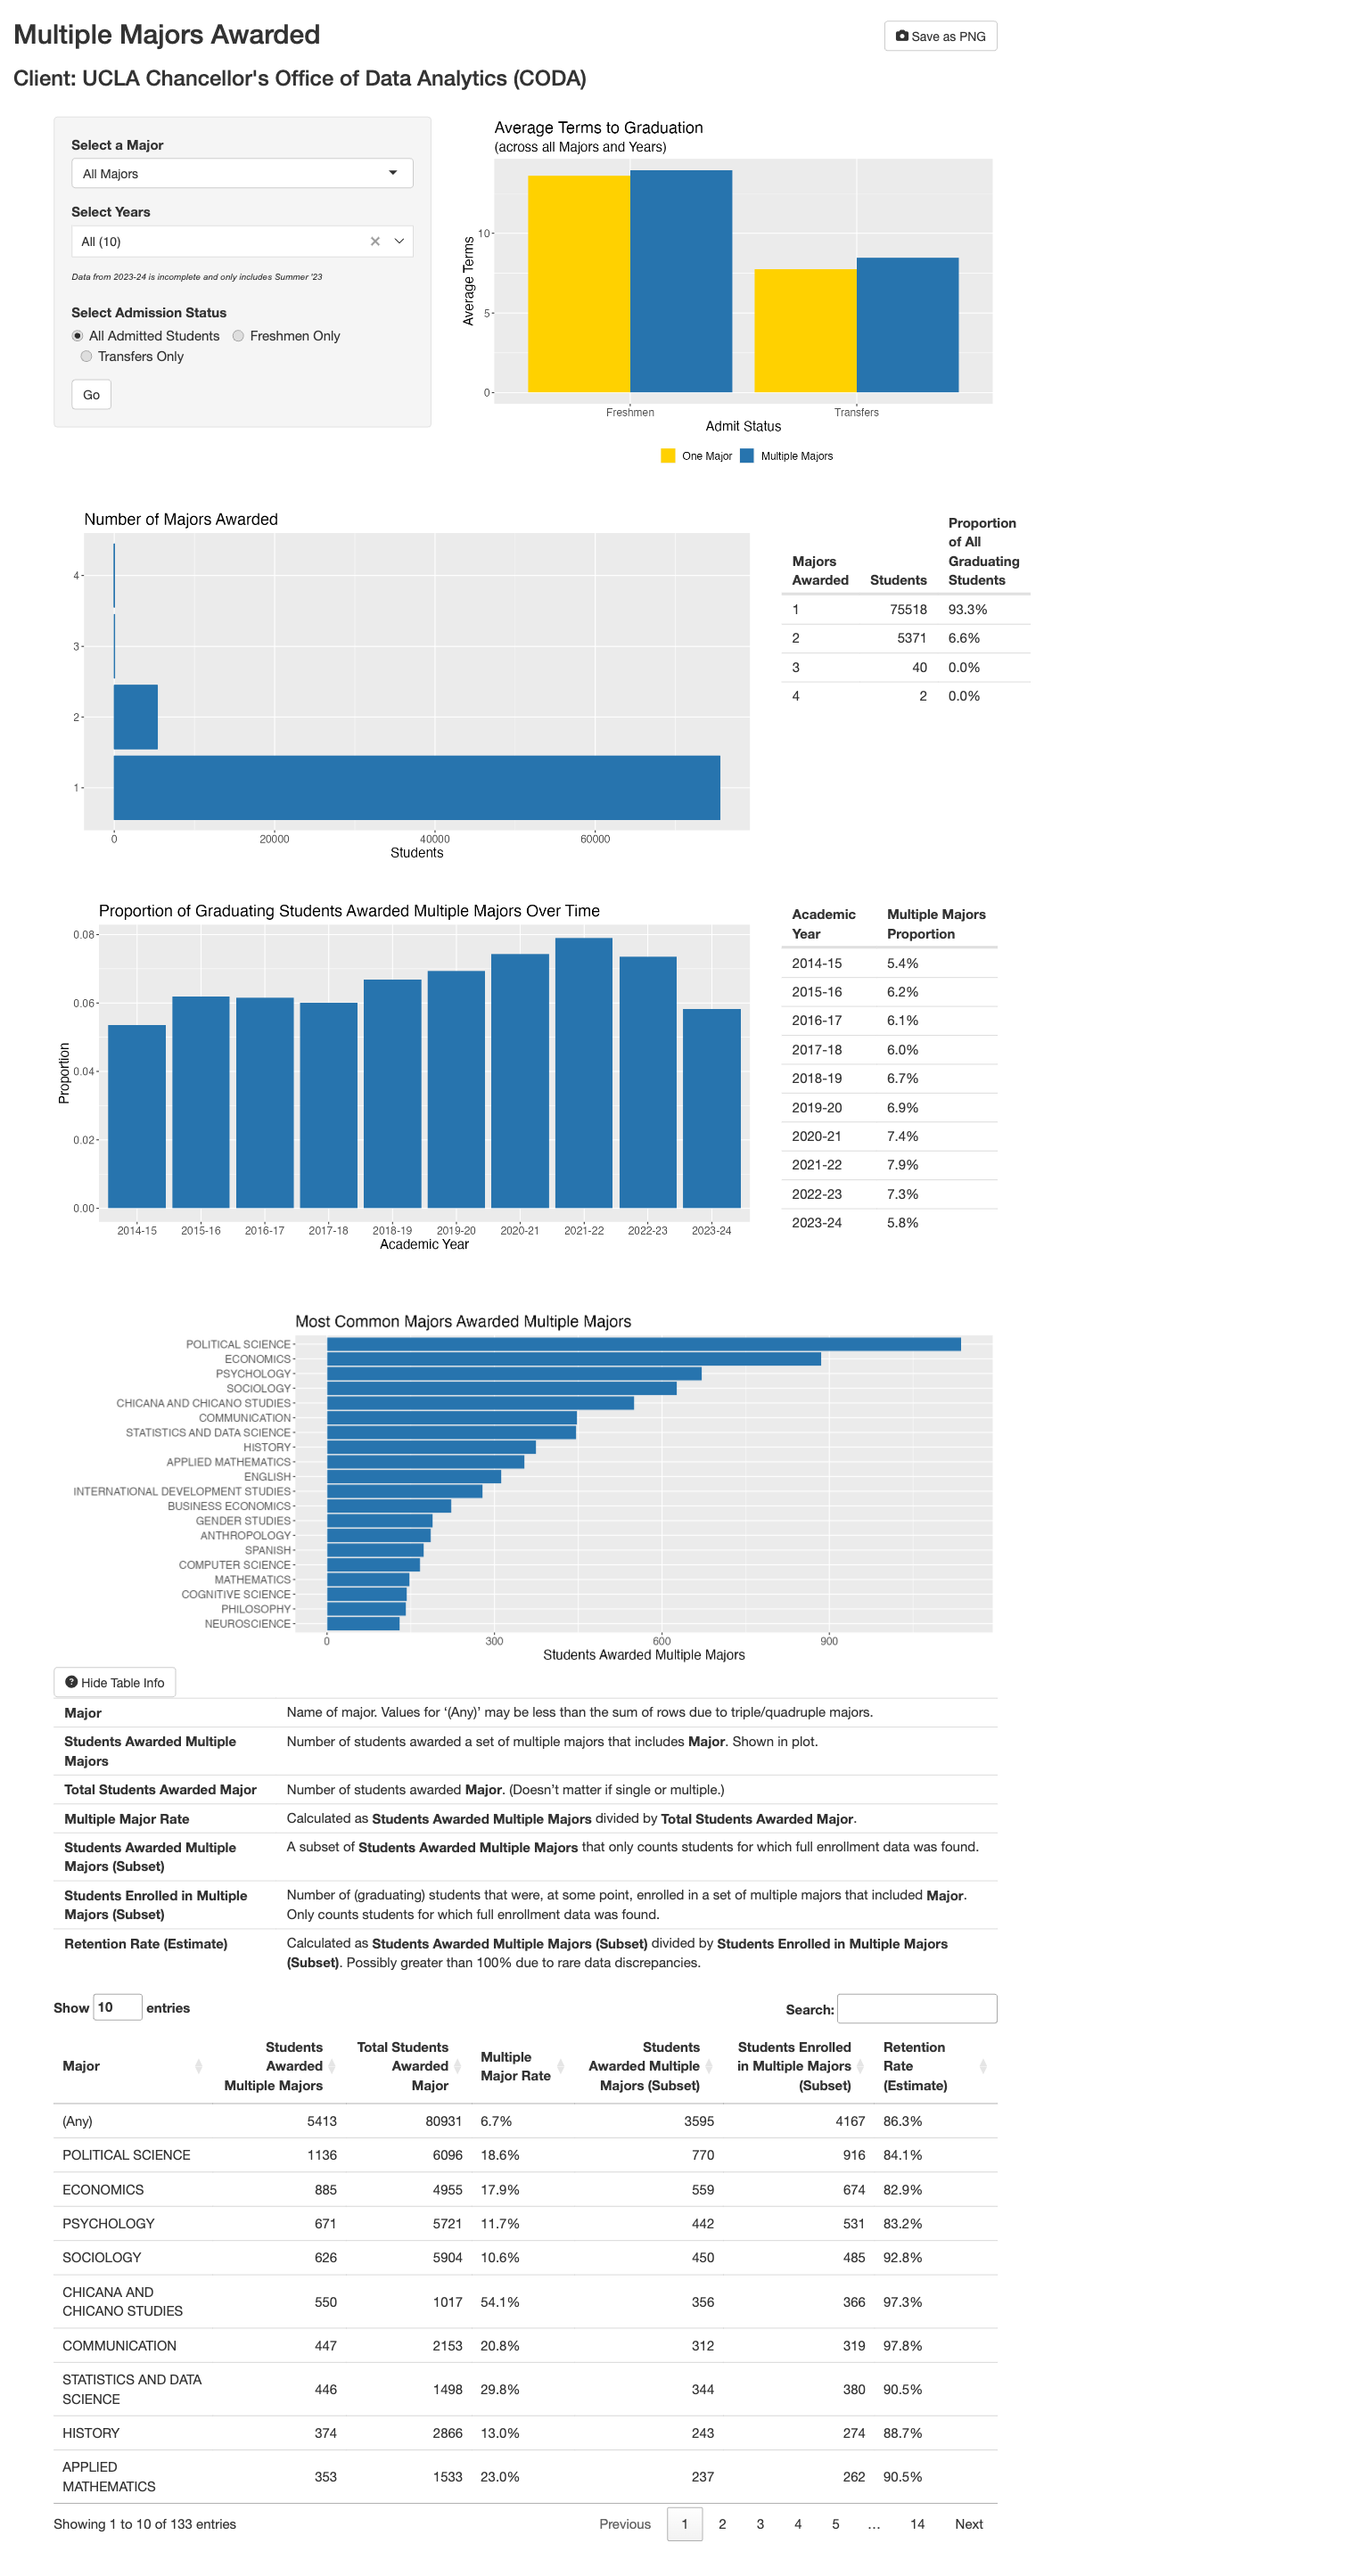 Multiple Majors Awarded
Save as PNG
Client: UCLA Chancellor's Office of Data Analytics (CODA)
Select a Major
All Majors
Select Years
All (10)
Data from 2023-24 is incomplete and only includes Summer '23
Select Admission Status
All Admitted Students Freshmen Only
Transfers Only
Go
Average Terms to Graduation
(across all Majors and Years)
Average Terms
10
5
0
Freshmen Transfers
Admit Status
One Major Multiple Majors
Number of Majors Awarded
4
3
2
1
0 20000 40000 60000
Students
Majors Awarded Students Proportion of All Graduating Students
1 75518 93.3%
2 5371 6.6%
3 40 0.0%
4 2 0.0%
Proportion of Graduating Students Awarded Multiple Majors Over Time
Proportion
0.08
0.06
0.04
0.02
0.00
2014-15 2015-16 2016-17 2017-18 2018-19 2019-20 2020-21 2021-22 2022-23 2023-24
Academic Year
Academic Year Multiple Majors Proportion
2014-15 5.4%
2015-16 6.2%
2016-17 6.1%
2017-18 6.0%
2018-19 6.7%
2019-20 6.9%
2020-21 7.4%
2021-22 7.9%
2022-23 7.3%
2023-24 5.8%
Most Common Majors Awarded Multiple Majors
POLITICAL SCIENCE
ECONOMICS
PSYCHOLOGY
SOCIOLOGY
CHICANA AND CHICANO STUDIES
COMMUNICATION
STATISTICS AND DATA SCIENCE
HISTORY
APPLIED MATHEMATICS
ENGLISH
INTERNATIONAL DEVELOPMENT STUDIES
BUSINESS ECONOMICS
GENDER STUDIES
ANTHROPOLOGY
SPANISH
COMPUTER SCIENCE
MATHEMATICS
COGNITIVE SCIENCE
PHILOSOPHY
NEUROSCIENCE
0 300 600 900
Students Awarded Multiple Majors
Hide Table Info
Major Name of major. Values for ‘(Any)’ may be less than the sum of rows due to triple/quadruple majors.
Students Awarded Multiple Majors Number of students awarded a set of multiple majors that includes Major. Shown in plot.
Total Students Awarded Major Number of students awarded Major. (Doesn’t matter if single or multiple.)
Multiple Major Rate Calculated as Students Awarded Multiple Majors divided by Total Students Awarded Major.
Students Awarded Multiple Majors (Subset) A subset of Students Awarded Multiple Majors that only counts students for which full enrollment data was found.
Students Enrolled in Multiple Majors (Subset) Number of (graduating) students that were, at some point, enrolled in a set of multiple majors that included Major.
Only counts students for which full enrollment data was found.
Retention Rate (Estimate) Calculated as Students Awarded Multiple Majors (Subset) divided by Students Enrolled in Multiple Majors
(Subset). Possibly greater than 100% due to rare data discrepancies.
Show 10 entries
Search:
Major Students Awarded Multiple Majors Total Students Awarded Major Multiple Major Rate Students Awarded Multiple Majors (Subset) Students Enrolled in Multiple Majors (Subset) Retention Rate (Estimate)
(Any) 5413 80931 6.7% 3595 4167 86.3%
POLITICAL SCIENCE 1136 6096 18.6% 770 916 84.1%
ECONOMICS 885 4955 17.9% 559 674 82.9%
PSYCHOLOGY 671 5721 11.7% 442 531 83.2%
SOCIOLOGY 626 5904 10.6% 450 485 92.8%
CHICANA AND CHICANO STUDIES 550 1017 54.1% 356 366 97.3%
COMMUNICATION 447 2153 20.8% 312 319 97.8%
STATISTICS AND DATA SCIENCE 446 1498 29.8% 344 380 90.5%
HISTORY 374 2866 13.0% 243 274 88.7%
APPLIED MATHEMATICS 353 1533 23.0% 237 262 90.5%
Showing 1 to 10 of 133 entries
Previous 1 2 3 4 5 … 14 Next